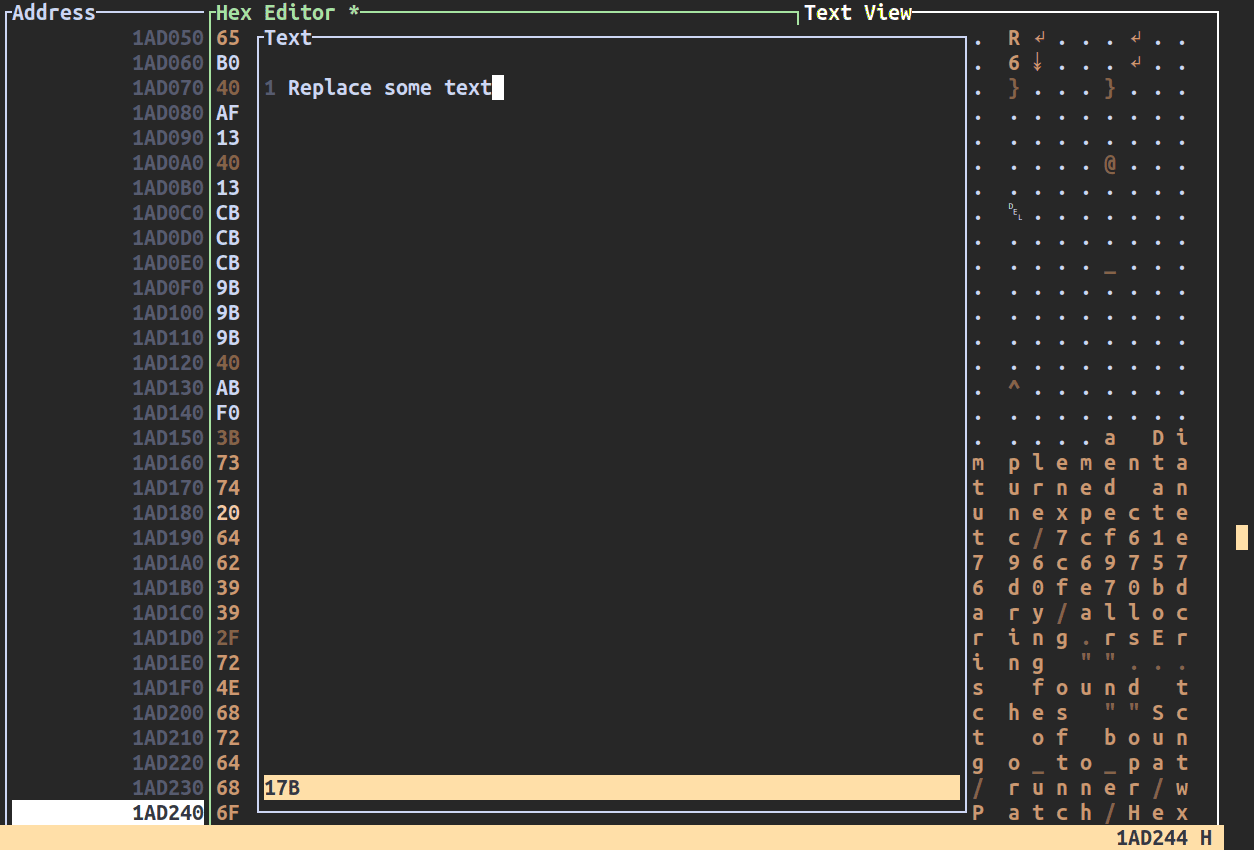 Address Hex Editor * Text View
1AD050 65 Text . R ↲ . . . ↲ . .
1AD060 B0 . 6 ↓ . . . ↲ . .
1AD070 40 1 Replace some text . } . . . } . . .
1AD080 AF . . . . . . . . .
1AD090 13 . . . . . . . . .
1AD0A0 40 . . . . . @ . . .
1AD0B0 13 . . . . . . . . .
1AD0C0 CB . ␡ . . . . . . .
1AD0D0 CB . . . . . . . . .
1AD0E0 CB . . . . . _ . . .
1AD0F0 9B . . . . . . . . .
1AD100 9B . . . . . . . . .
1AD110 9B . . . . . . . . .
1AD120 40 . . . . . . . . .
1AD130 AB . ^ . . . . . . .
1AD140 F0 . . . . . . . . .
1AD150 3B . . . . . a   D i
1AD160 73 m p l e m e n t a
1AD170 74 t u r n e d   a n
1AD180 20 u n e x p e c t e
1AD190 64 t c / 7 c f 6 1 e
1AD1A0 62 7 9 6 c 6 9 7 5 7
1AD1B0 39 6 d 0 f e 7 0 b d
1AD1C0 39 a r y / a l l o c
1AD1D0 2F r i n g . r s E r
1AD1E0 72 i n g   " " . . .
1AD1F0 4E s   f o u n d   t
1AD200 68 c h e s   " " S c
1AD210 72 t   o f   b o u n
1AD220 64 g o _ t o _ p a t
1AD230 68 17B / r u n n e r / w
1AD240 6F P a t c h / H e x
1AD244 H